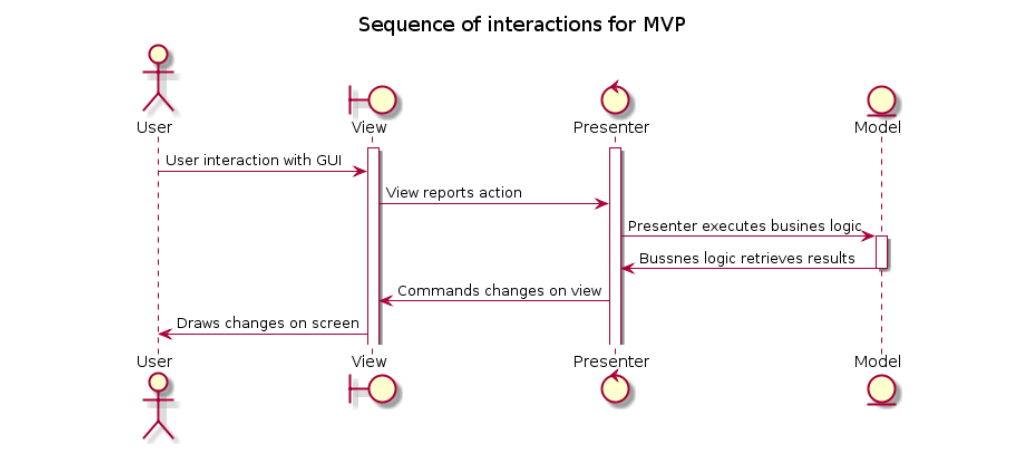 Sequence of interactions for MVP
User
View
Presenter
Model
User interaction with GUI
View reports action
Presenter executes busines logic
Bussnes logic retrieves results
Commands changes on view
Draws changes on screen
User
View
Presenter
Model